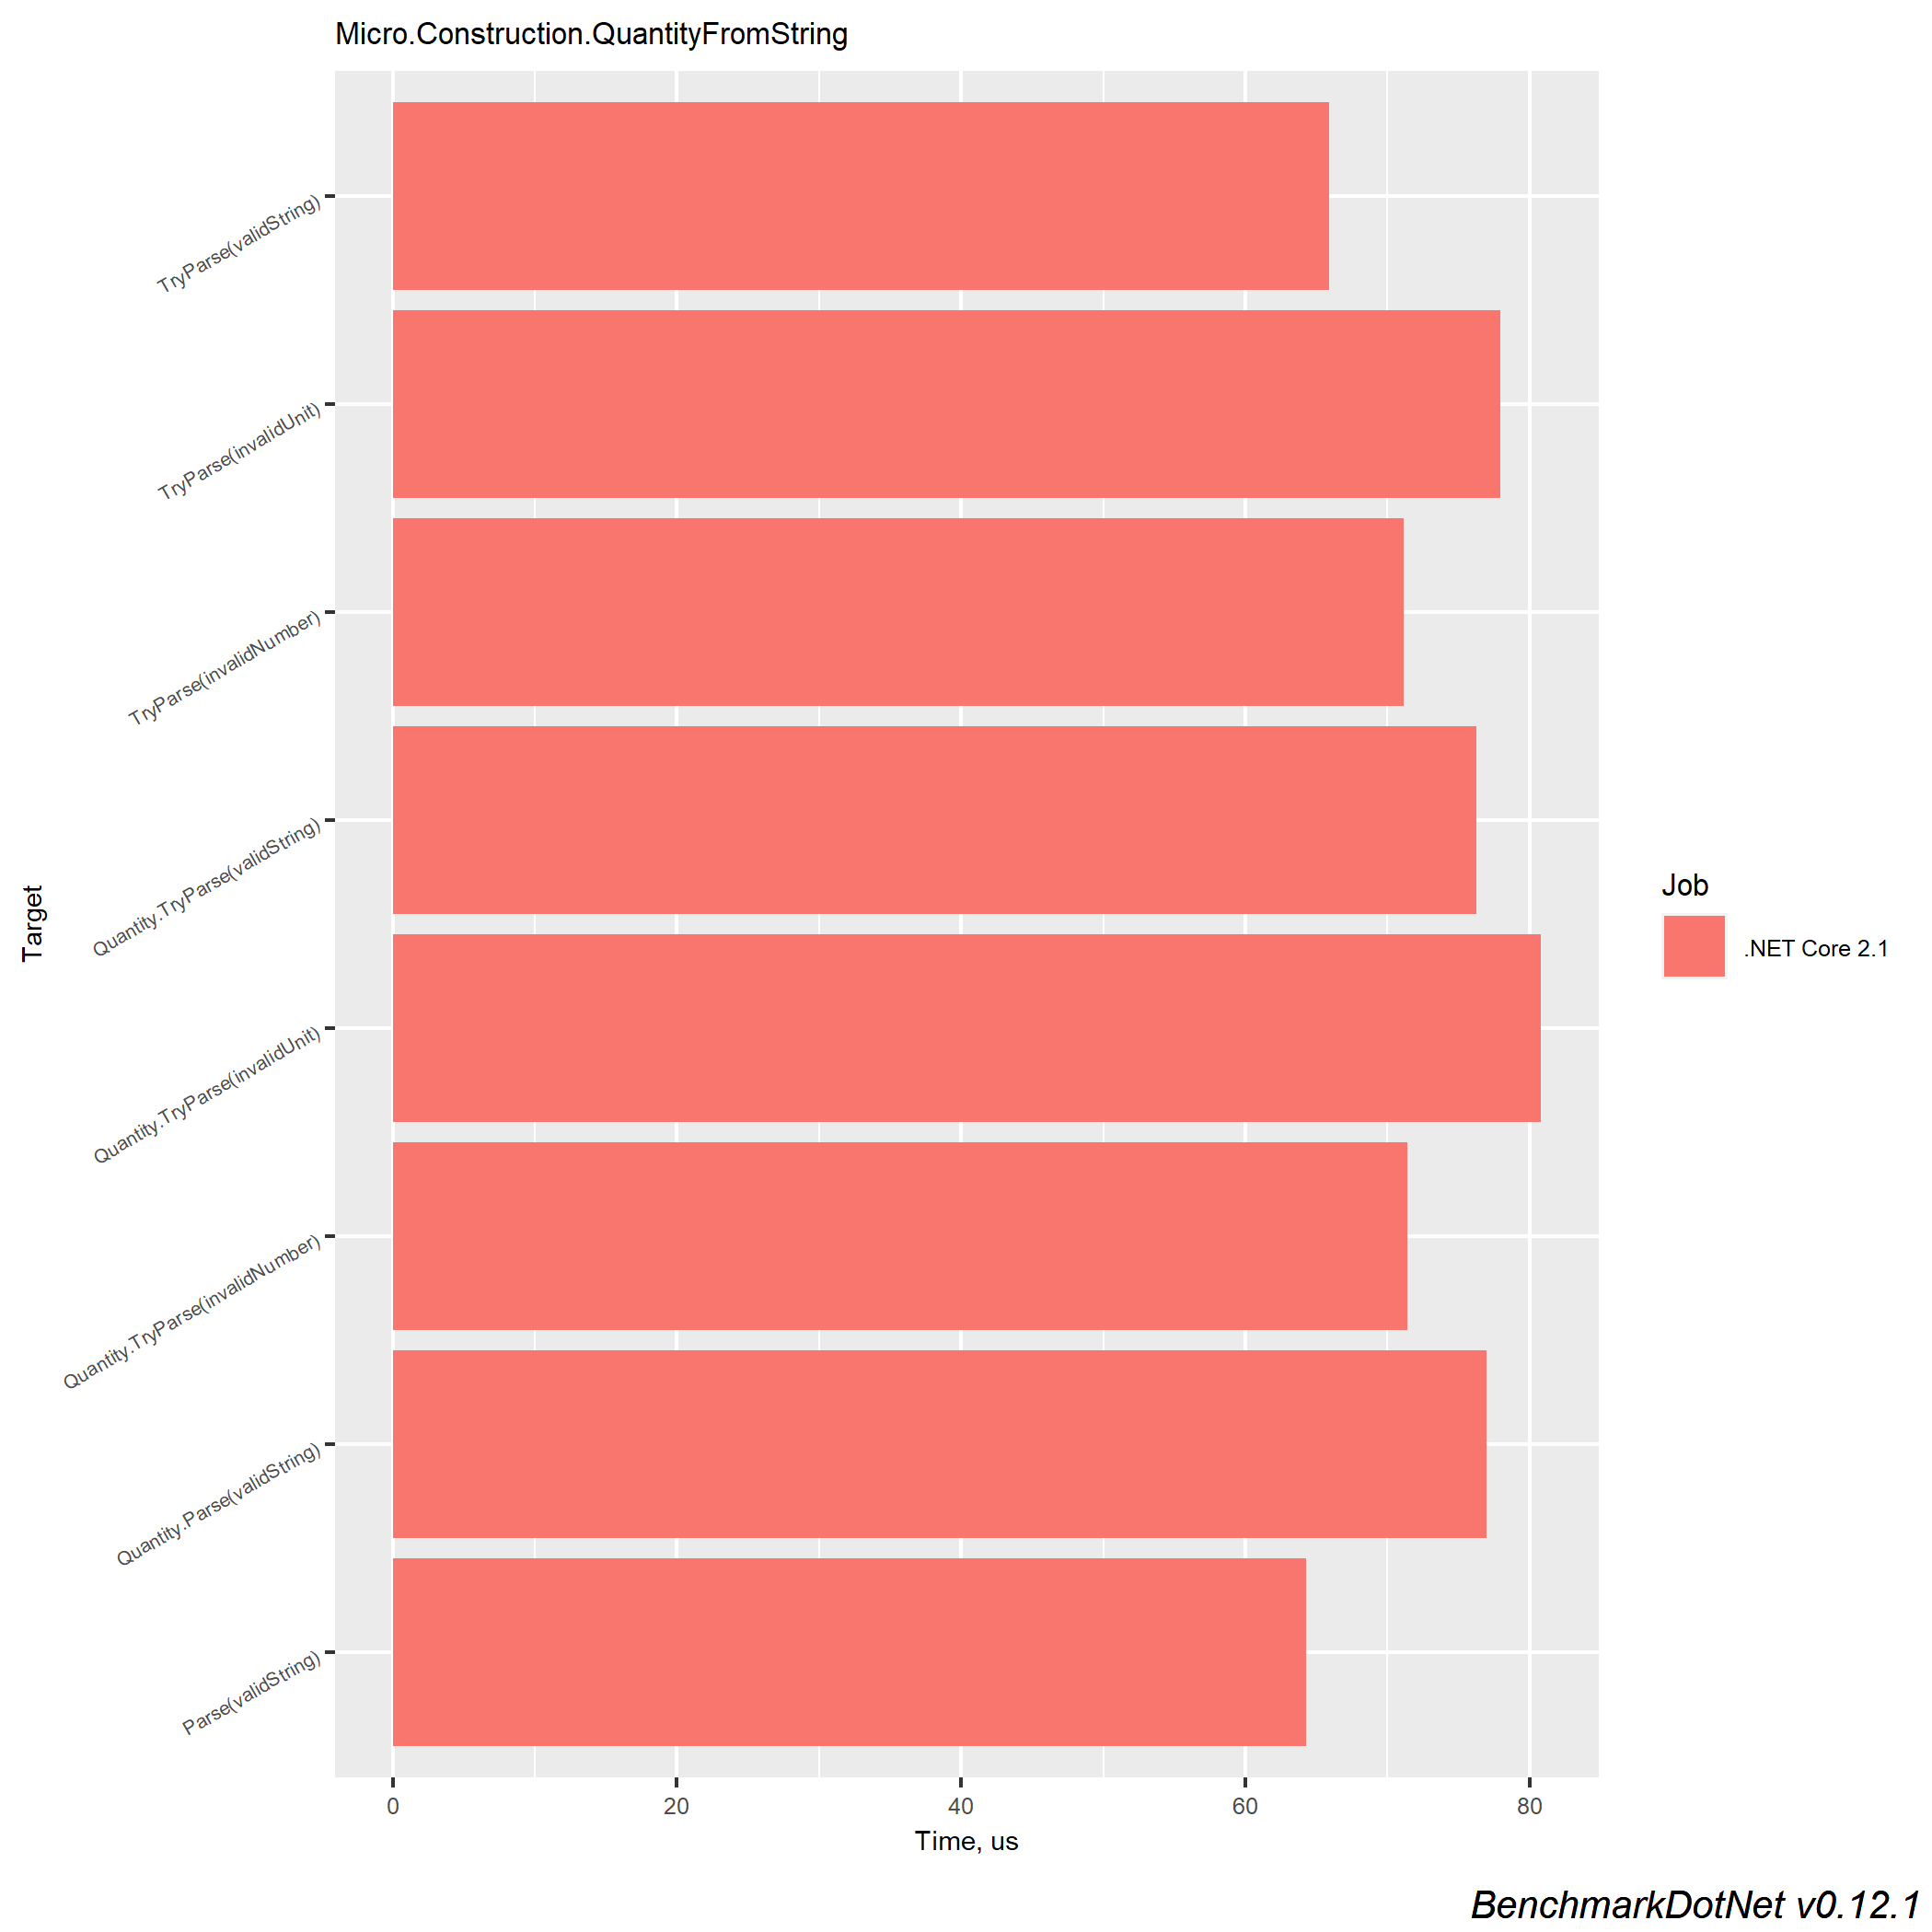 Micro.Construction.QuantityFromString
TryParse(validString)
TryParse(invalidUnit)
TryParse(invalidNumber)
Quantity.TryParse(validString)
Quantity.TryParse(invalidUnit)
Quantity.TryParse(invalidNumber)
Quantity.Parse(validString)
Parse(validString)
Target
0 20 40 60 80
Time, us
Job
.NET Core 2.1
BenchmarkDotNet v0.12.1